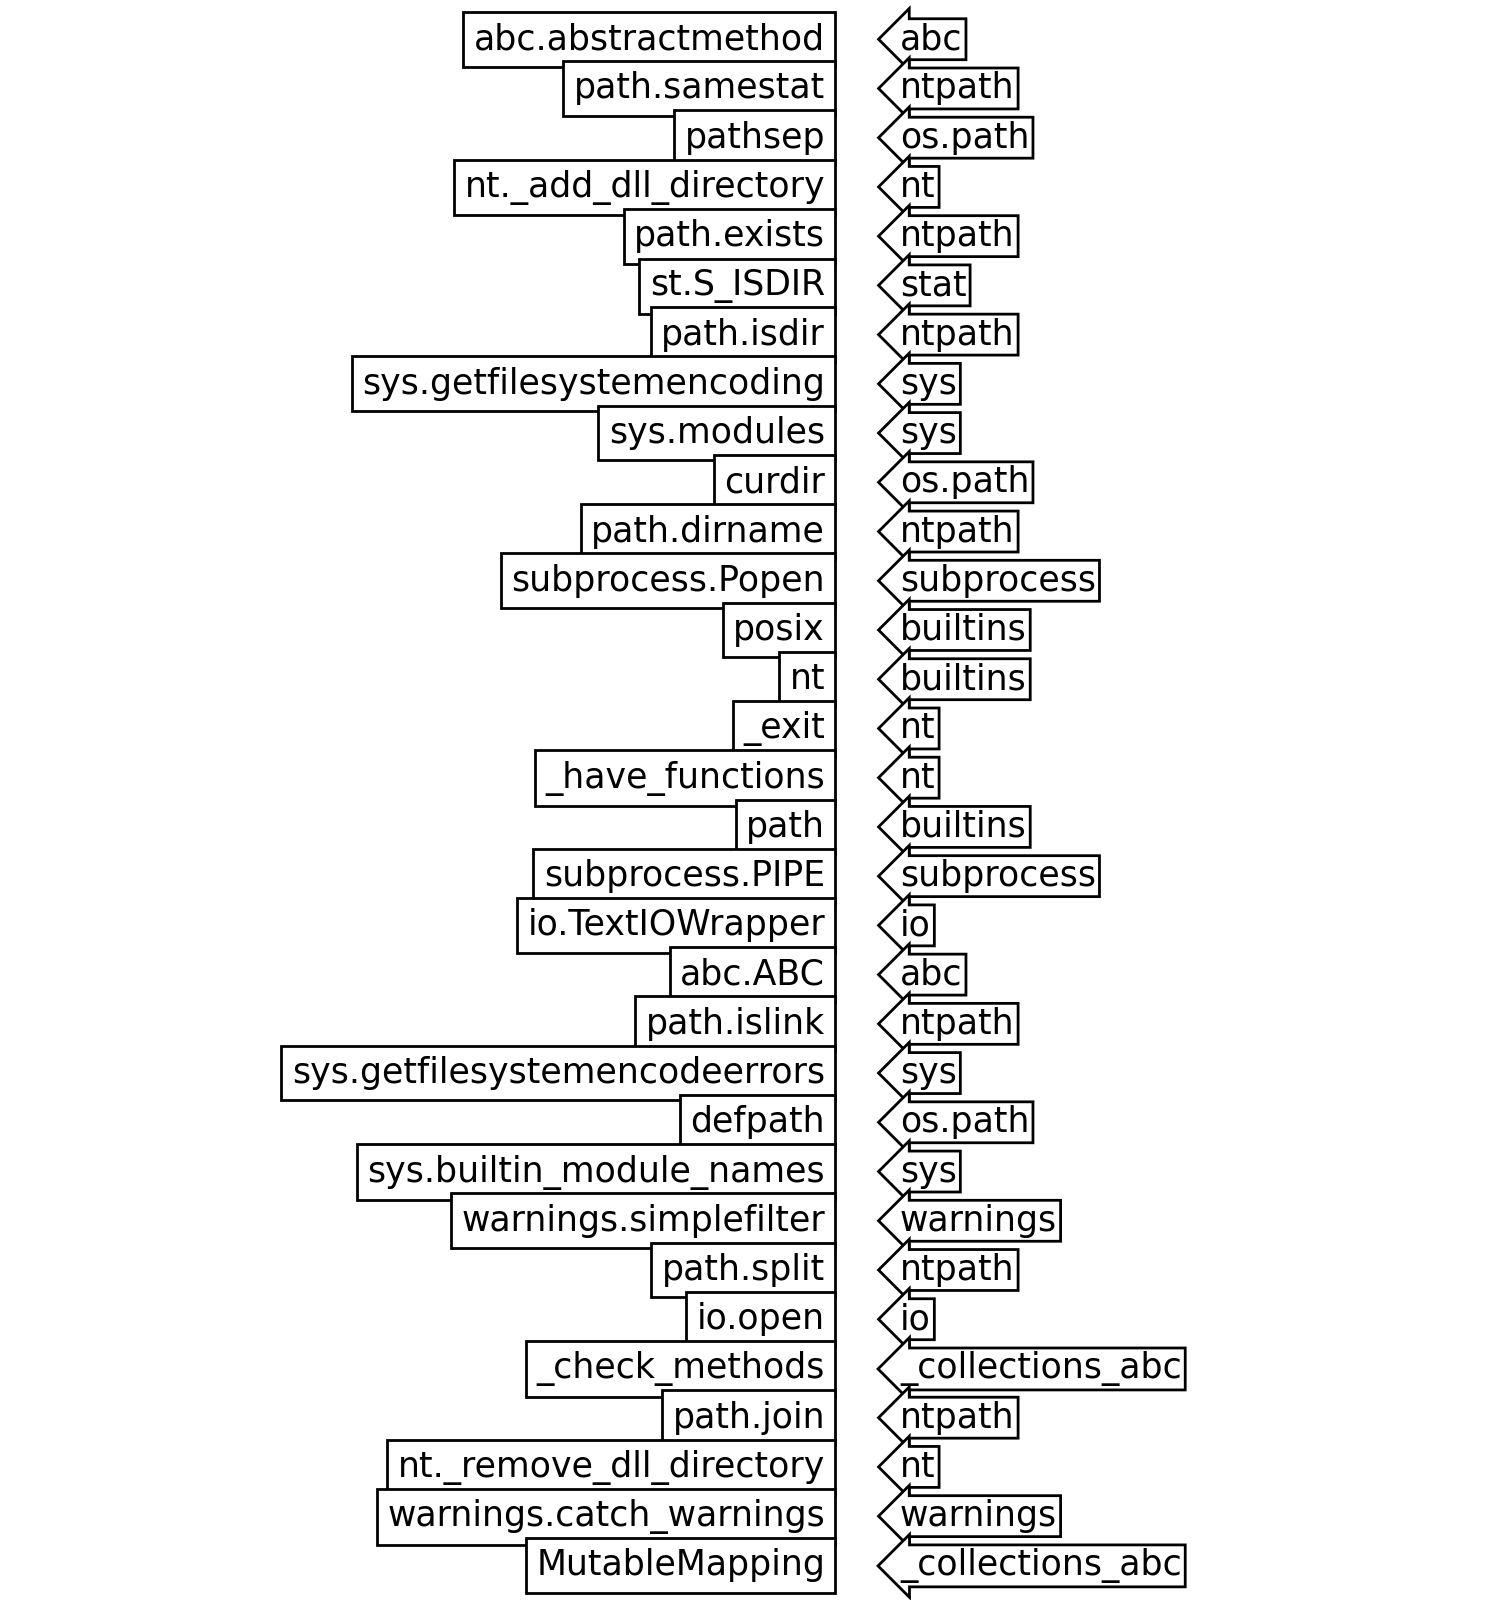 abc.abstractmethod abc
path.samestat ntpath
pathsep os.path
nt._add_dll_directory nt
path.exists ntpath
st.S_ISDIR stat
path.isdir ntpath
sys.getfilesystemencoding sys
sys.modules sys
curdir os.path
path.dirname ntpath
subprocess.Popen subprocess
posix builtins
nt builtins
_exit nt
_have_functions nt
path builtins
subprocess.PIPE subprocess
io.TextIOWrapper io
abc.ABC abc
path.islink ntpath
sys.getfilesystemencodeerrors sys
defpath os.path
sys.builtin_module_names sys
warnings.simplefilter warnings
path.split ntpath
io.open io
_check_methods _collections_abc
path.join ntpath
nt._remove_dll_directory nt
warnings.catch_warnings warnings
MutableMapping _collections_abc